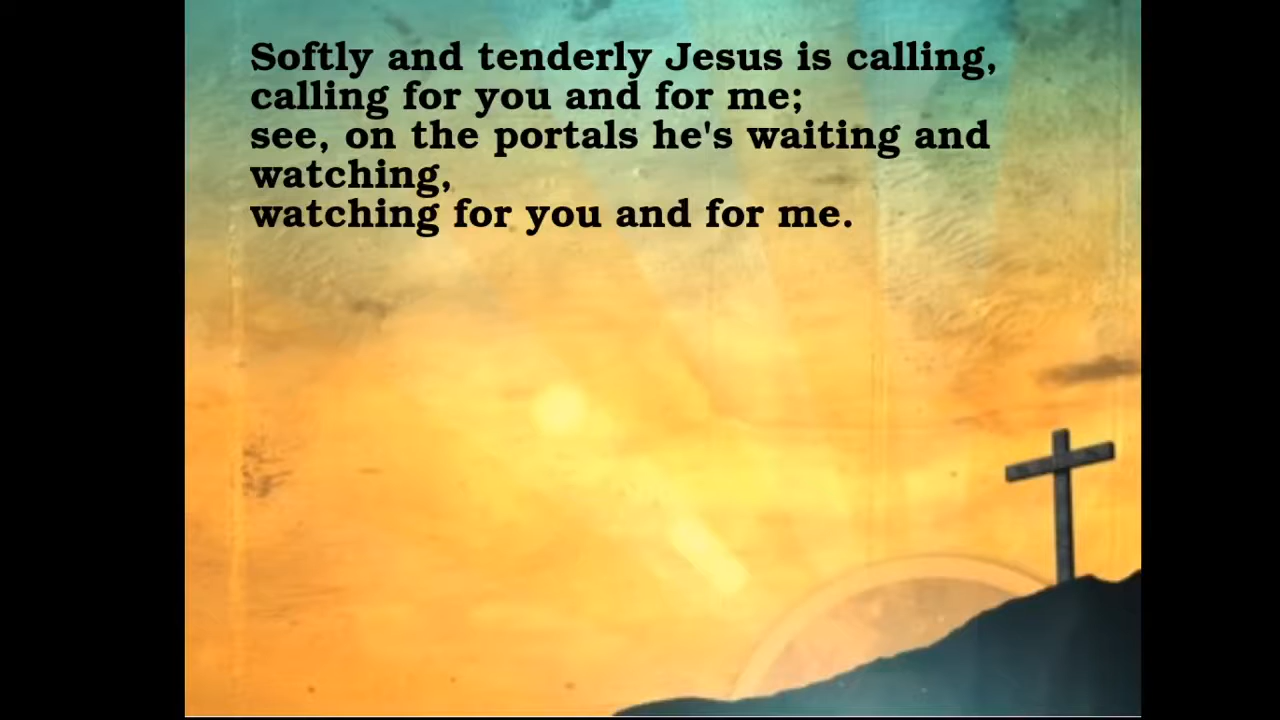 Softly and tenderly Jesus is calling,
calling for you and for me;
see, on the portals he's waiting and
watching,
watching for you and for me.